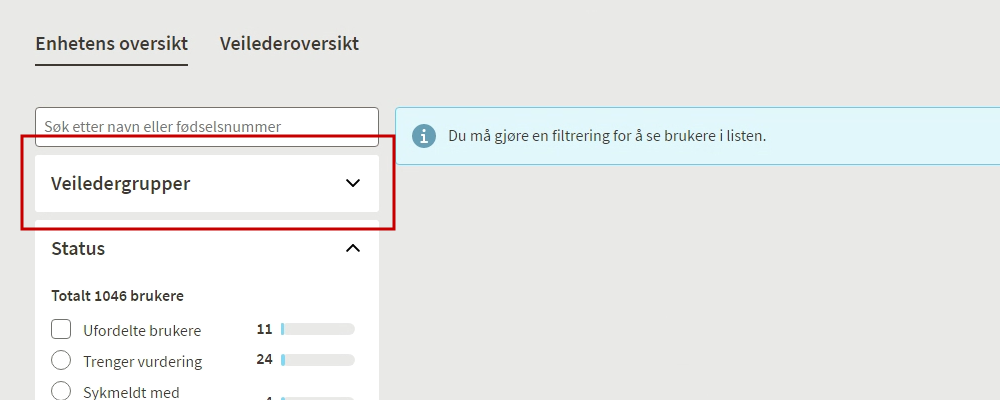 Enhetens oversikt Veilederoversikt
Søk etter navn eller fødselsnummer
Du må gjøre en filtrering for å se brukere i listen.
Veiledergrupper
Status
Totalt 1046 brukere
Ufordelte brukere 11
Trenger vurdering 24
Sykmeldt med